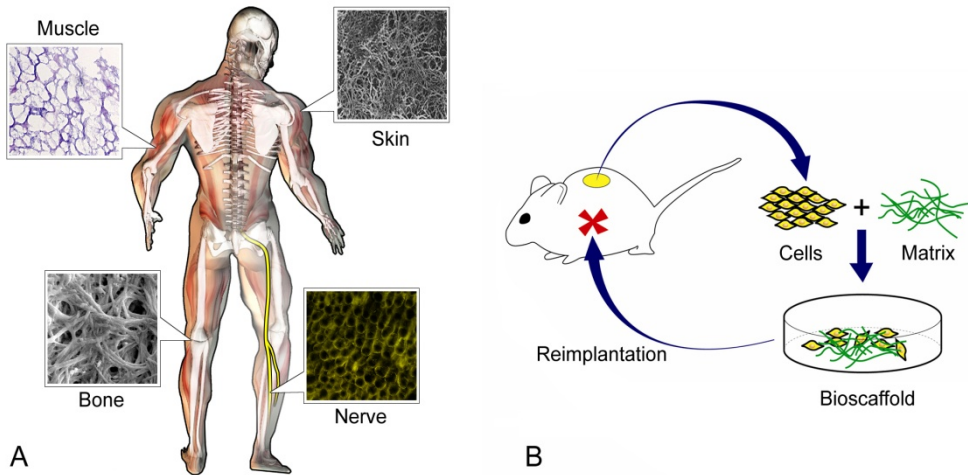 Muscle
Skin
Bone
Nerve
A
Cells
+
Matrix
Reimplantation
Bioscaffold
B